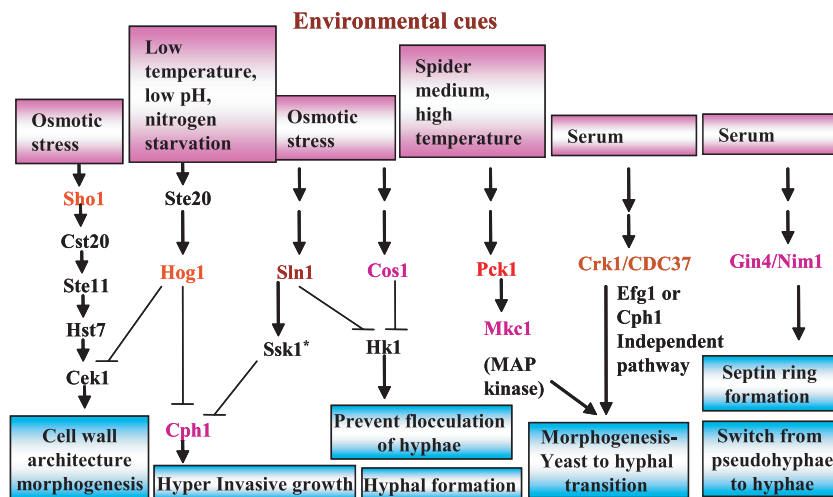 Environmental cues
Osmotic
stress
Low
temperature,
low pH,
nitrogen
starvation
Osmotic
stress
Spider
medium,
high
temperature
Serum
Serum
Sho1
Cst20
Ste11
Hst7
Cek1
Cell wall
architecture
morphogenesis
Ste20
Hog1
Cph1
Hyper Invasive growth
Sln1
Ssk1*
Cos1
Hk1
Prevent flocculation
of hyphae
Hyphal formation
Pck1
Mkc1
(MAP
kinase)
Crk1/CDC37
Efg1 or
Cph1
Independent
pathway
Morphogenesis-
Yeast to hyphal
transition
Gin4/Nim1
Septin ring
formation
Switch from
pseudohyphae
to hyphae